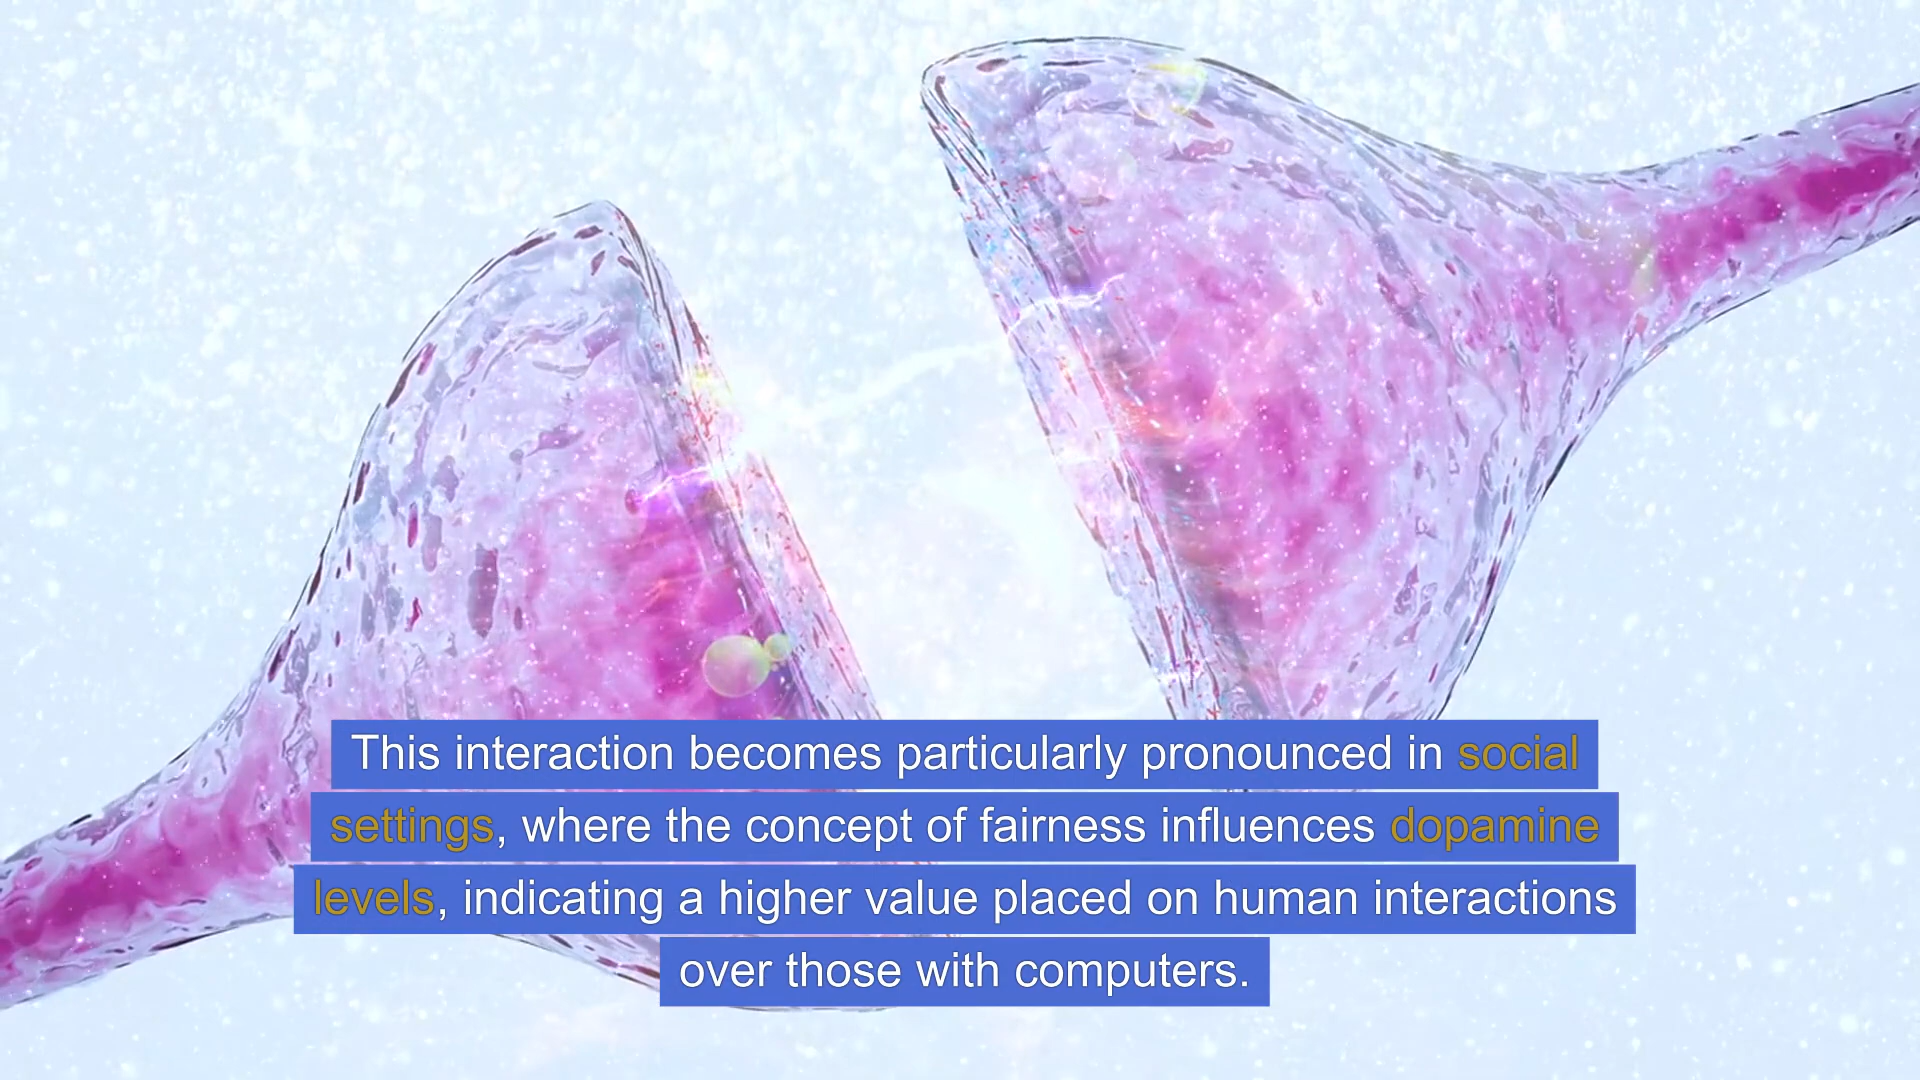 This interaction becomes particularly pronounced in social
settings, where the concept of fairness influences dopamine
levels, indicating a higher value placed on human interactions
over those with computers.